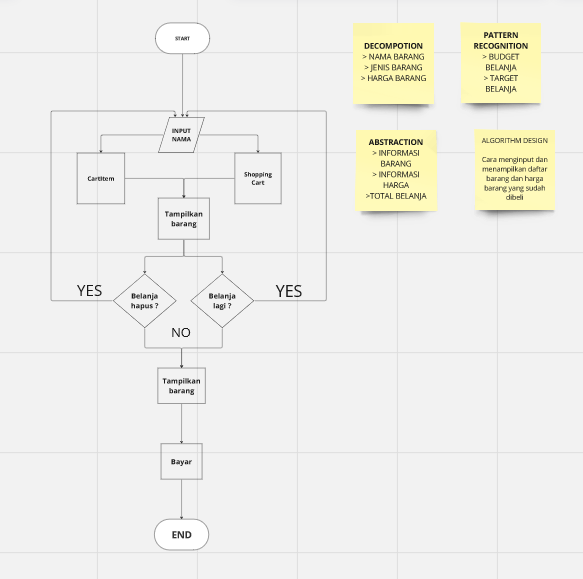 START
INPUT
NAMA
CartItem
Shopping
Cart
Tampilkan
barang
YES
Belanja
hapus ?
Belanja
lagi ?
YES
NO
Tampilkan
barang
Bayar
END
DECOMPOTION
> NAMA BARANG
> JENIS BARANG
> HARGA BARANG
PATTERN
RECOGNITION
> BUDGET
BELANJA
> TARGET
BELANJA
ABSTRACTION
> INFORMASI
BARANG
> INFORMASI
HARGA
>TOTAL BELANJA
ALGORITHM DESIGN
Cara menginput dan
menampilkan daftar
barang dan harga
barang yang sudah
dibeli